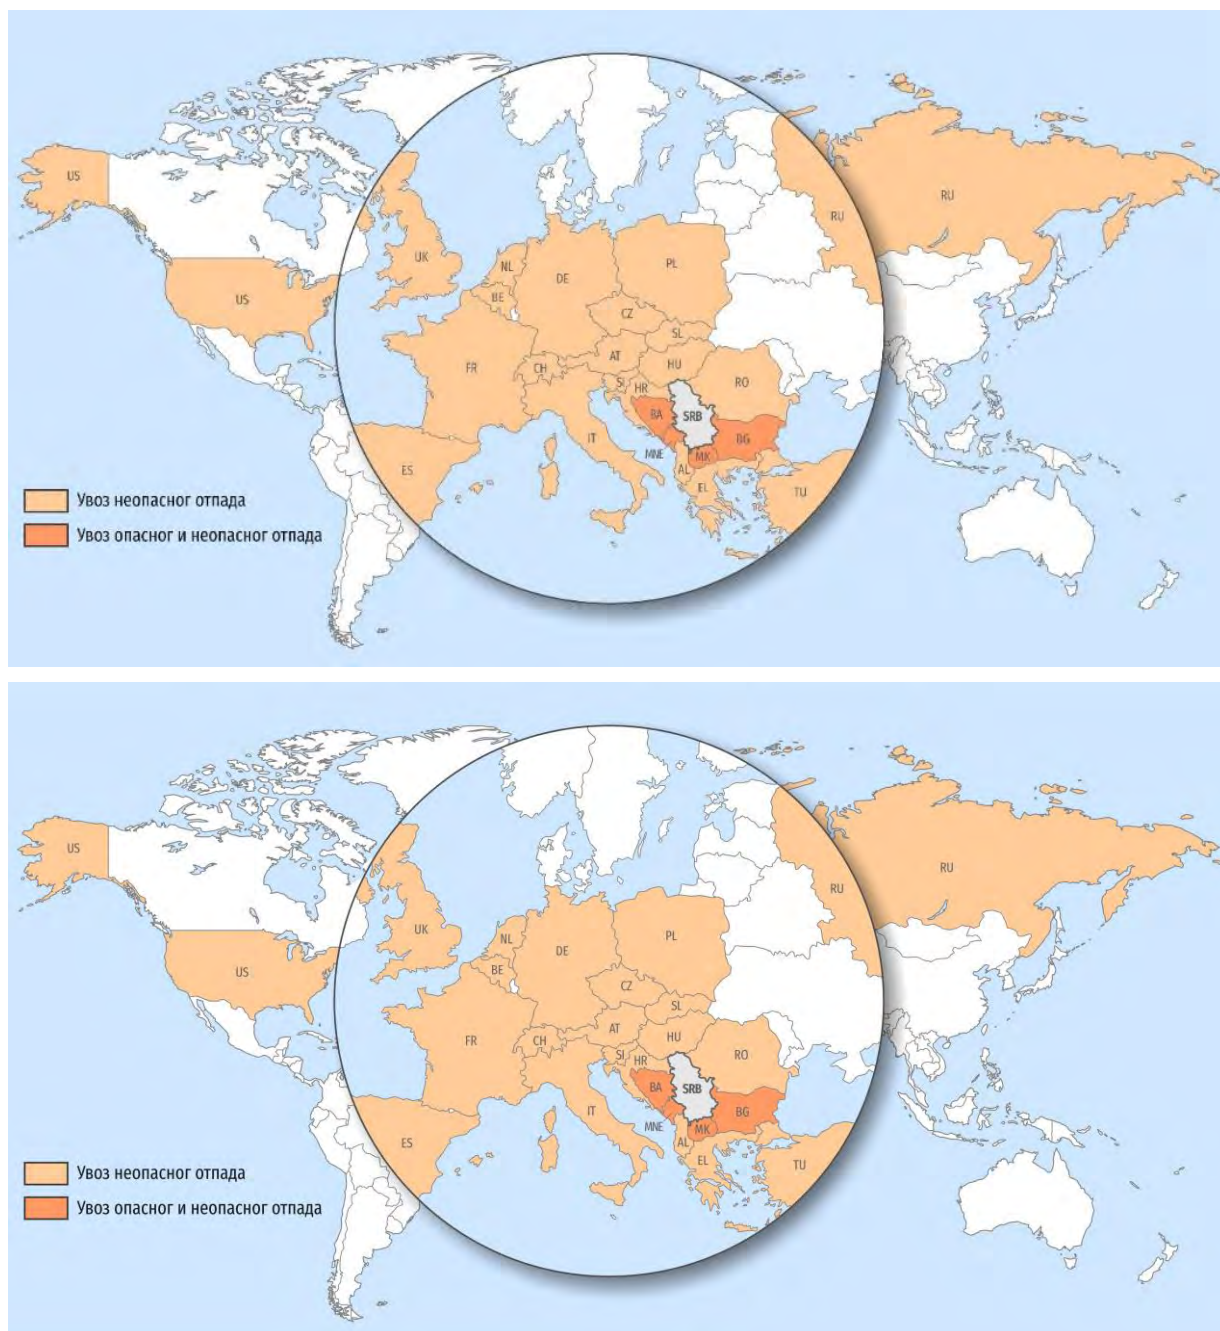 US
RU
RU
UK
NL
PL
DE
BE
US
CZ
SL
AT
FR
CH
HU
SI
HR
RO
BA
SRB
IT
BG
MNE
MK
ES
AL
EL
TU
Увоз неопасног отпада
Увоз опасног и неопасног отпада
US
RU
RU
UK
NL
PL
DE
BE
US
CZ
SL
AT
FR
CH
HU
SI
HR
RO
BA
SRB
IT
BG
MNE
MK
ES
AL
EL
TU
Увоз неопасног отпада
Увоз опасног и неопасног отпада